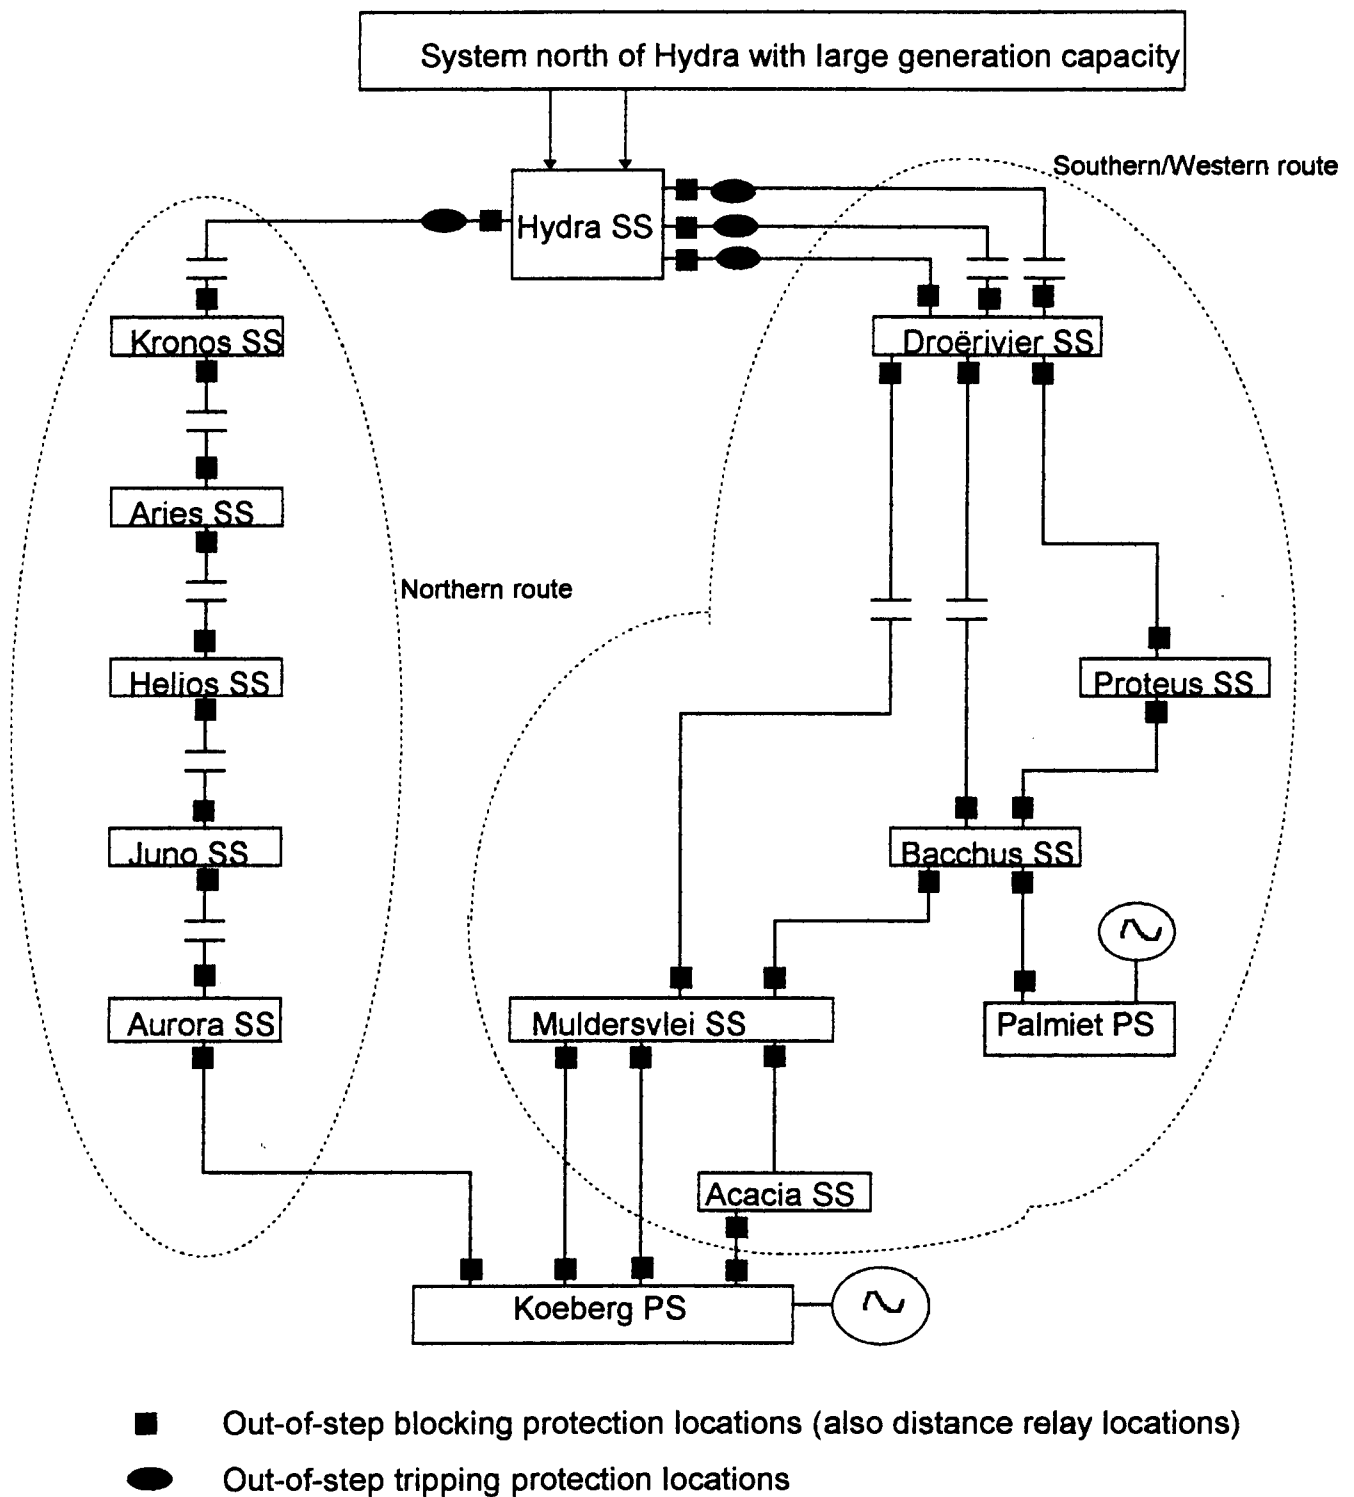 System north of Hydra with large generation capacity
Southern/Western route
Hydra SS
Kronos SS
Droërivier SS
Aries SS
Northern route
Helios SS
Proteus SS
Juno SS
Bacchus SS
Aurora SS
Muldersvlei SS
Palmiet PS
Acacia SS
Koeberg PS
Out-of-step blocking protection locations (also distance relay locations)
Out-of-step tripping protection locations